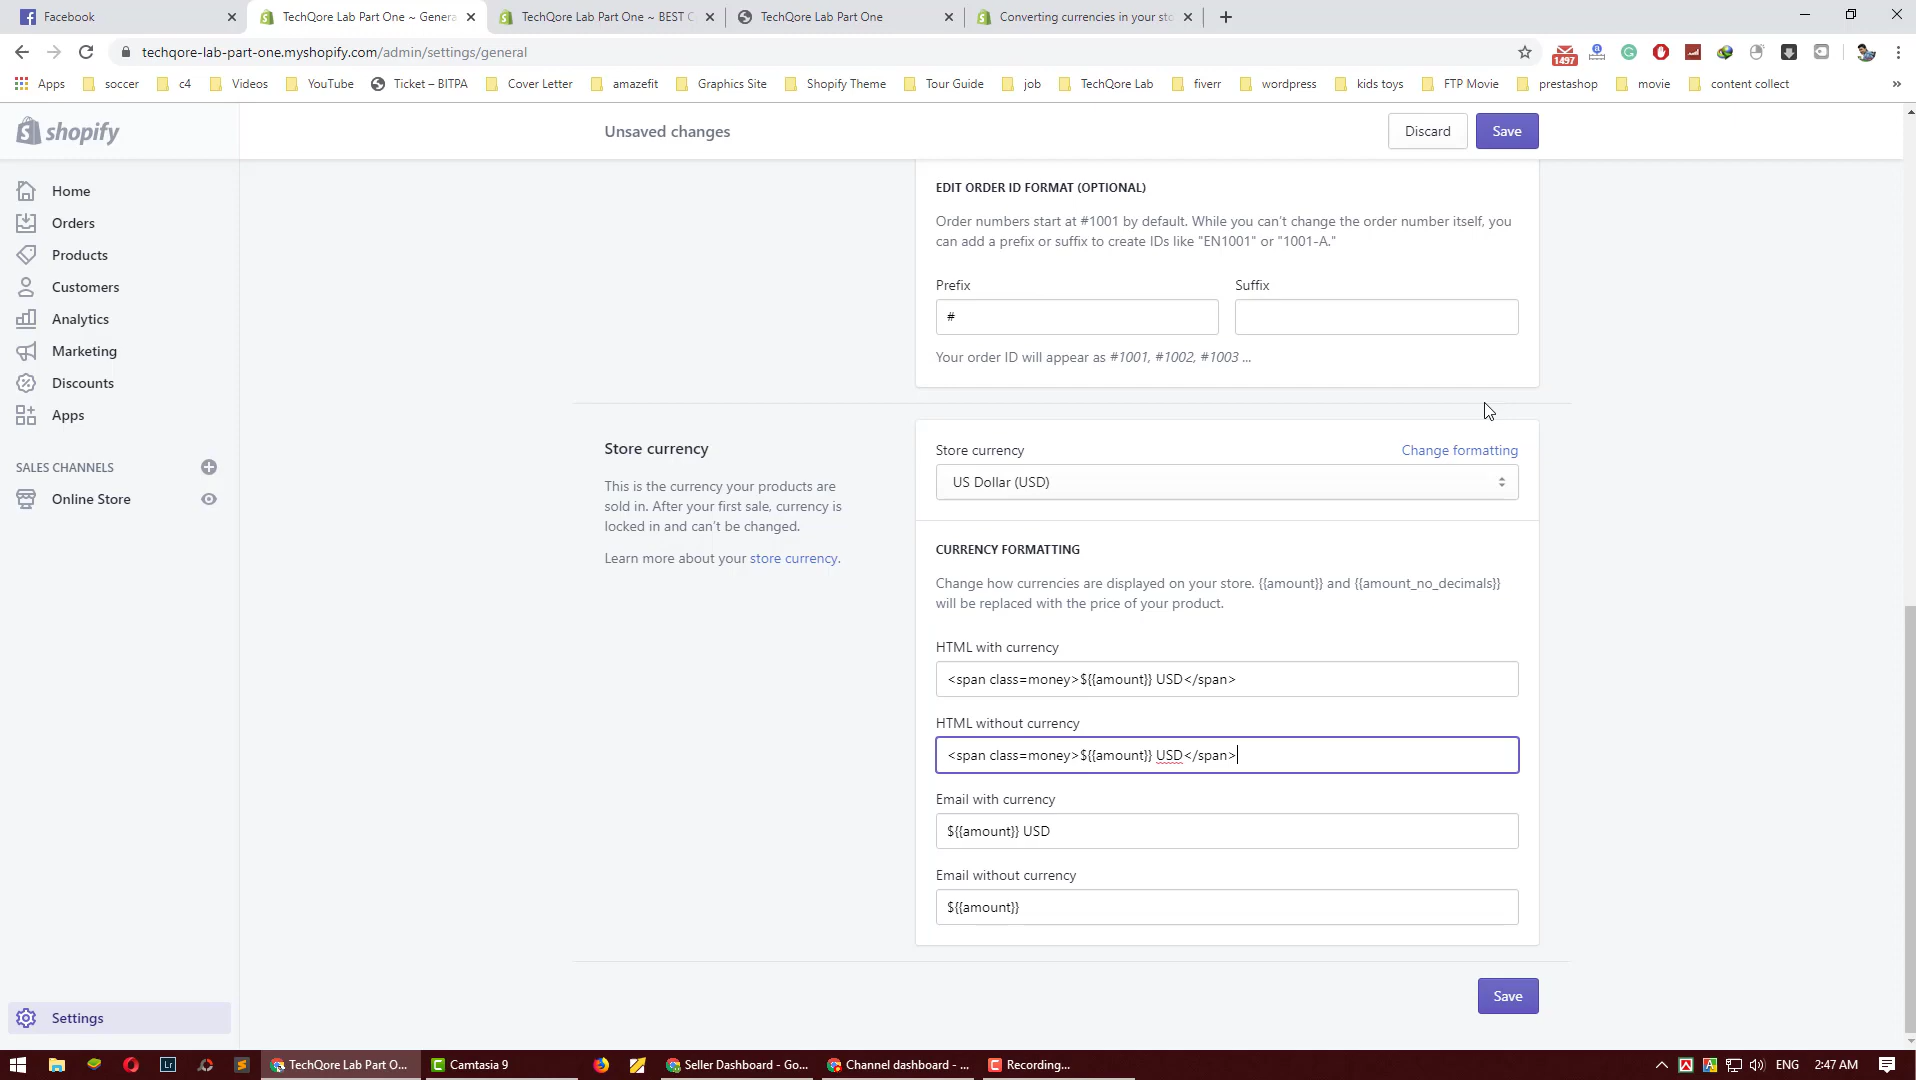 Facebook
TechQore Lab Part One ~ Genera
TechQore Lab Part One ~ BEST C
TechQore Lab Part One
Converting currencies in your sto
techqore-lab-part-one.myshopify.com/admin/settings/general
1497
Apps
soccer
c4
Videos
YouTube
Ticket – BITPA
Cover Letter
amazefit
Graphics Site
Shopify Theme
Tour Guide
job
TechQore Lab
fiverr
wordpress
kids toys
FTP Movie
prestashop
movie
content collect
»
shopify
Unsaved changes
Discard
Save
Home
Orders
Products
Customers
Analytics
Marketing
Discounts
Apps
SALES CHANNELS
Online Store
Settings
EDIT ORDER ID FORMAT (OPTIONAL)
Order numbers start at #1001 by default. While you can't change the order number itself, you
can add a prefix or suffix to create IDs like "EN1001" or "1001-A."
Prefix
Suffix
#
Your order ID will appear as #1001, #1002, #1003 ...
Store currency
This is the currency your products are
sold in. After your first sale, currency is
locked in and can't be changed.
Learn more about your store currency.
Store currency
Change formatting
US Dollar (USD)
CURRENCY FORMATTING
Change how currencies are displayed on your store. {{amount}} and {{amount_no_decimals}}
will be replaced with the price of your product.
HTML with currency
<span class=money>${{amount}} USD</span>
HTML without currency
<span class=money>${{amount}} USD</span>
Email with currency
${{amount}} USD
Email without currency
${{amount}}
Save
Lr
TechQore Lab Part O...
Camtasia 9
Seller Dashboard - Go...
Channel dashboard - ...
Recording...
ENG
2:47 AM